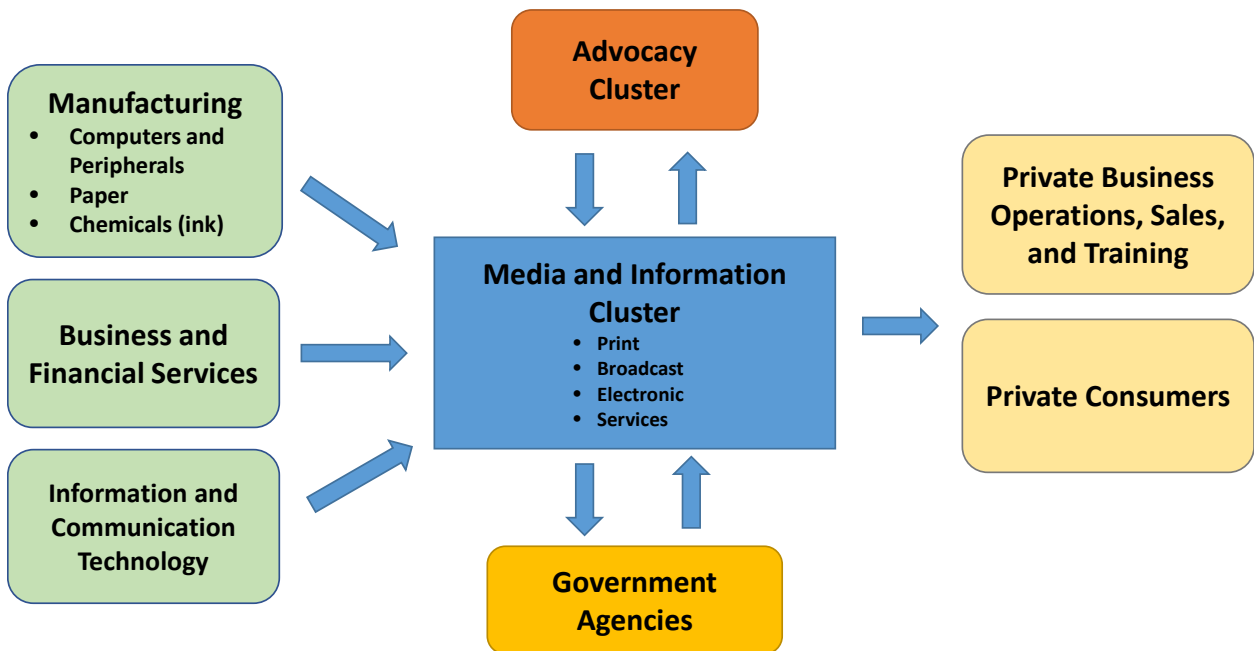 Manufacturing
• Computers and
Peripherals
• Paper
• Chemicals (ink)
Business and
Financial Services
Information and
Communication
Technology
Advocacy
Cluster
Media and Information
Cluster
• Print
• Broadcast
• Electronic
• Services
Government
Agencies
Private Business
Operations, Sales,
and Training
Private Consumers